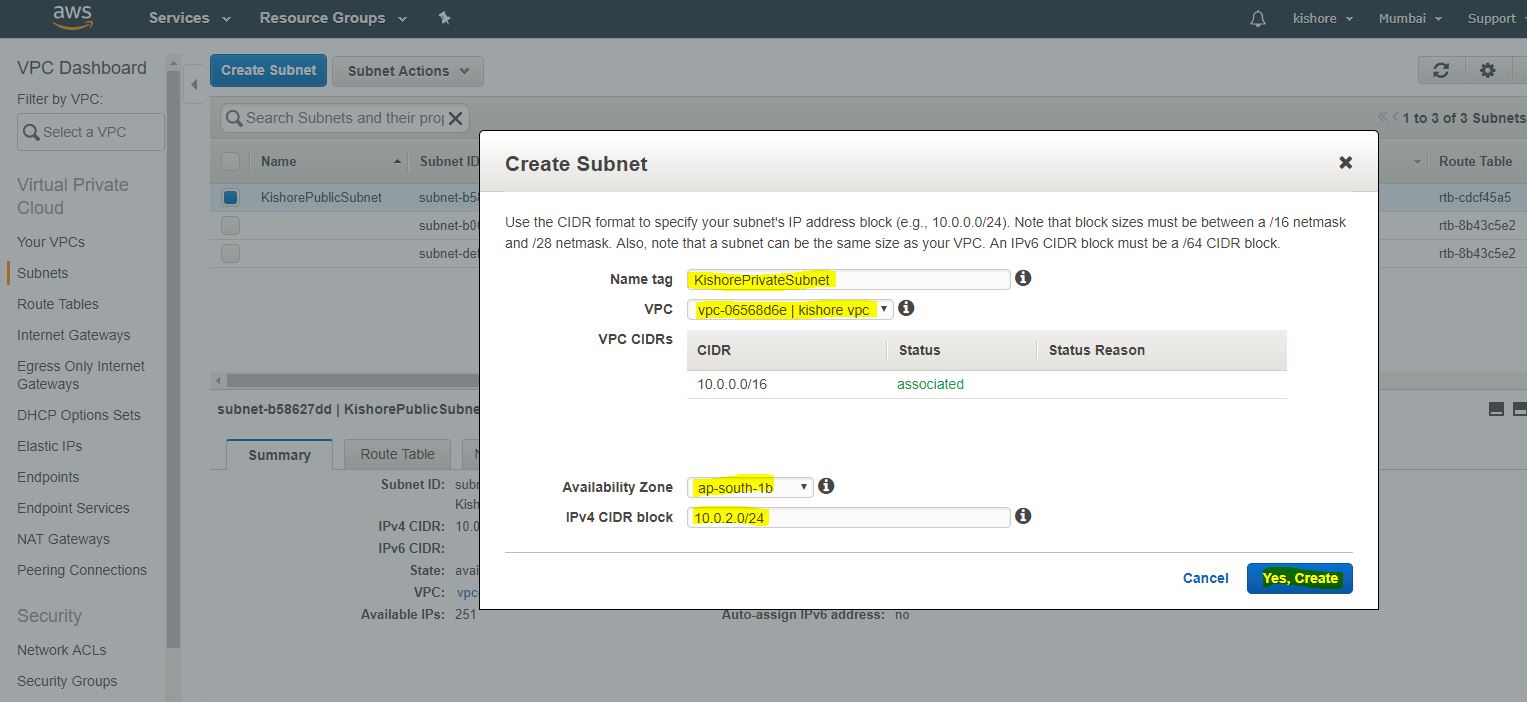 aws Services Resource Groups kishore Mumbai Support
VPC Dashboard
Filter by VPC:
Select a VPC
Virtual Private
Cloud
Your VPCs
Subnets
Route Tables
Internet Gateways
Egress Only Internet
Gateways
DHCP Options Sets
Elastic IPs
Endpoints
Endpoint Services
NAT Gateways
Peering Connections
Security
Network ACLs
Security Groups
Create Subnet Subnet Actions
Search Subnets and their prop
1 to 3 of 3 Subnets
Name Subnet ID Route Table
KishorePublicSubnet subnet-b58 rtb-cdcf45a5
subnet-b0 rtb-8b43c5e2
subnet-de rtb-8b43c5e2
subnet-b58627dd | KishorePublicSubne
Summary Route Table
Subnet ID: subn
Kish
IPv4 CIDR: 10.0
IPv6 CIDR:
State: avai
VPC: vpc-
Available IPs: 251 Auto-assign IPv6 address: no
Create Subnet
Use the CIDR format to specify your subnet's IP address block (e.g., 10.0.0.0/24). Note that block sizes must be between a /16 netmask
and /28 netmask. Also, note that a subnet can be the same size as your VPC. An IPv6 CIDR block must be a /64 CIDR block.
Name tag KishorePrivateSubnet
VPC vpc-06568d6e | kishore vpc
VPC CIDRs
CIDR Status Status Reason
10.0.0.0/16 associated
Availability Zone ap-south-1b
IPv4 CIDR block 10.0.2.0/24
Cancel Yes, Create